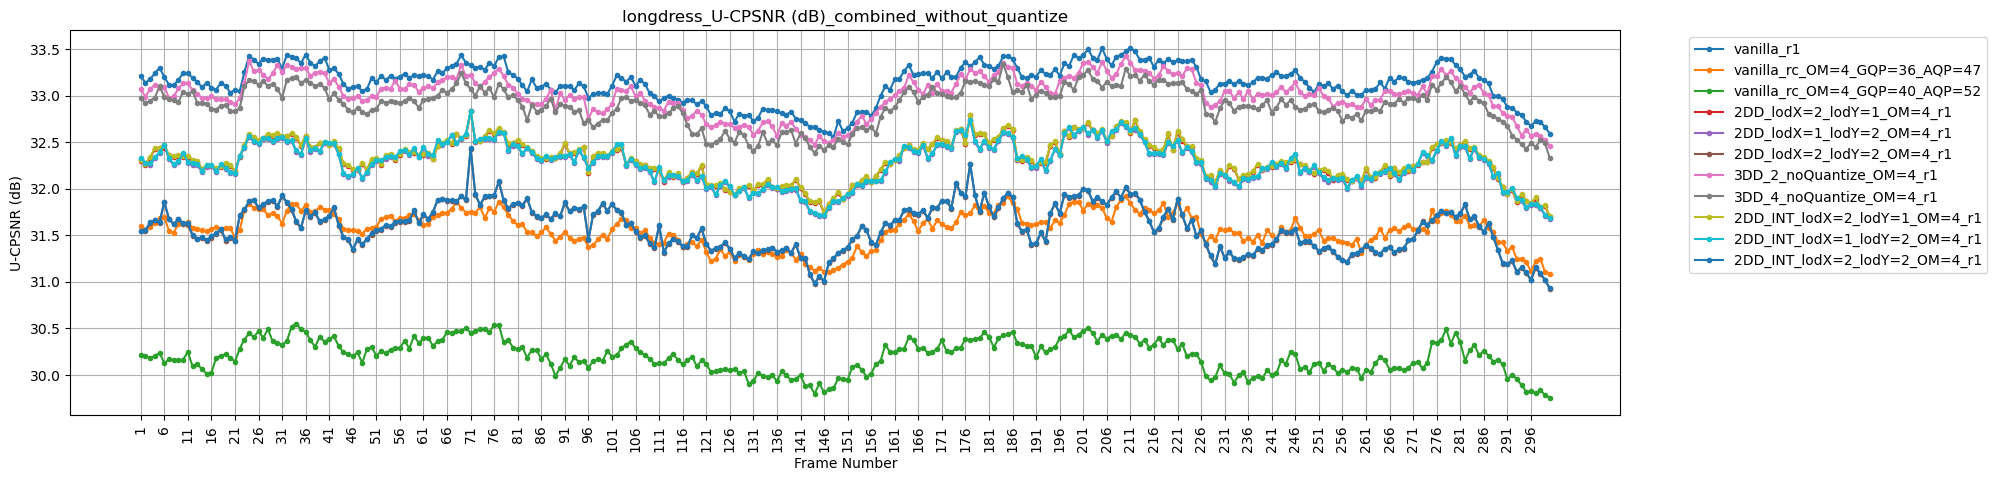 longdress_U-CPSNR (dB)_combined_without_quantize
U-CPSNR (dB)
33.5
33.0
32.5
32.0
31.5
31.0
30.5
30.0
1 6 11 16 21 26 31 36 41 46 51 56 61 66 71 76 81 86 91 96 101 106 111 116 121 126 131 136 141 146 151 156 161 166 171 176 181 186 191 196 201 206 211 216 221 226 231 236 241 246 251 256 261 266 271 276 281 286 291 296
Frame Number
vanilla_r1
vanilla_rc_OM=4_GQP=36_AQP=47
vanilla_rc_OM=4_GQP=40_AQP=52
2DD_lodX=2_lodY=1_OM=4_r1
2DD_lodX=1_lodY=2_OM=4_r1
2DD_lodX=2_lodY=2_OM=4_r1
3DD_2_noQuantize_OM=4_r1
3DD_4_noQuantize_OM=4_r1
2DD_INT_lodX=2_lodY=1_OM=4_r1
2DD_INT_lodX=1_lodY=2_OM=4_r1
2DD_INT_lodX=2_lodY=2_OM=4_r1